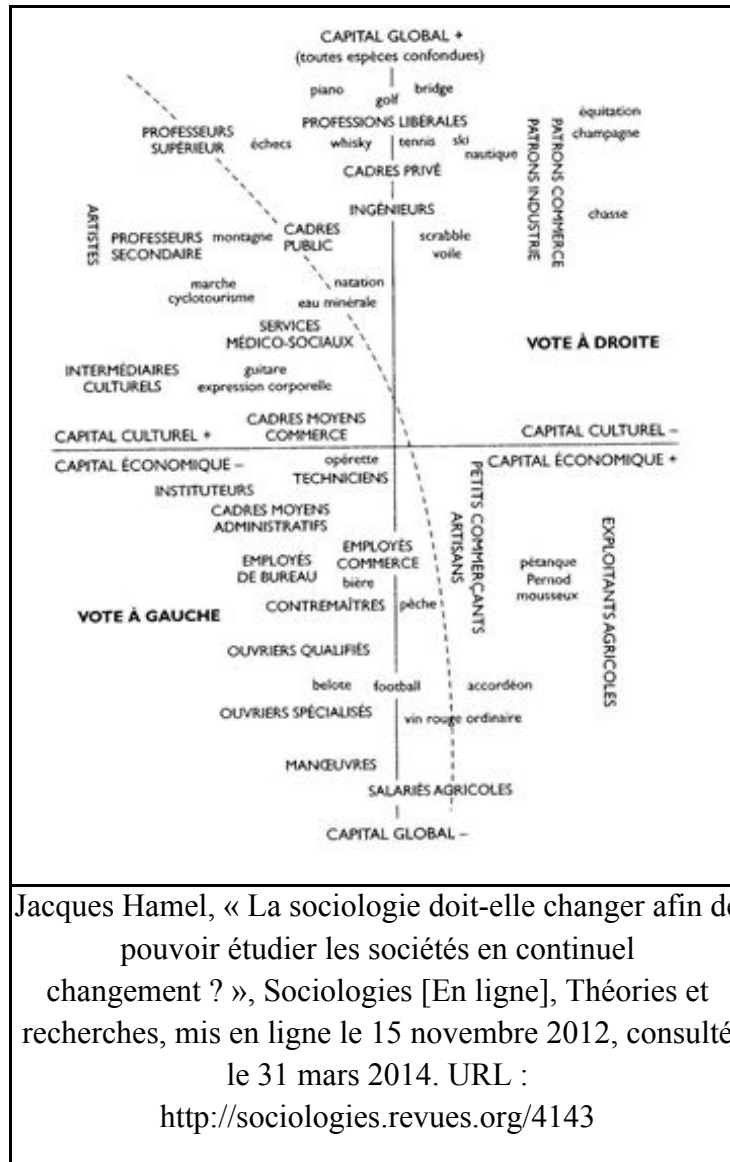 CAPITAL GLOBAL +
(toutes espèces confondues)
piano
bridge
golf
équitation
PROFESSIONS LIBÉRALES
PROFESSEURS
SUPÉRIEUR
échecs
whisky
tennis
ski
nautique
champagne
PATRONS INDUSTRIE
PATRONS COMMERCE
CADRES PRIVÉ
ARTISTES
INGÉNIEURS
chasse
PROFESSEURS
SECONDAIRE
montagne
CADRES
PUBLIC
scrabble
voile
marche
cyclotourisme
natation
eau minérale
SERVICES
MÉDICO-SOCIAUX
VOTE À DROITE
INTERMÉDIAIRES
CULTURELS
guitare
expression corporelle
CADRES MOYENS
COMMERCE
CAPITAL CULTUREL +
CAPITAL CULTUREL –
CAPITAL ÉCONOMIQUE –
CAPITAL ÉCONOMIQUE +
opérette
TECHNICIENS
INSTITUTEURS
CADRES MOYENS
ADMINISTRATIFS
PETITS COMMERÇANTS
ARTISANS
EXPLOITANTS AGRICOLES
EMPLOYÉS
DE BUREAU
EMPLOYÉS
COMMERCE
bière
pétanque
Pernod
mousseux
VOTE À GAUCHE
CONTREMAÎTRES
pèche
OUVRIERS QUALIFIÉS
belote
football
accordéon
OUVRIERS SPÉCIALISÉS
vin rouge ordinaire
MANŒUVRES
SALARIÉS AGRICOLES
CAPITAL GLOBAL –
Jacques Hamel, « La sociologie doit-elle changer afin de
pouvoir étudier les sociétés en continuel
changement ? », Sociologies [En ligne], Théories et
recherches, mis en ligne le 15 novembre 2012, consulté
le 31 mars 2014. URL :
http://sociologies.revues.org/4143